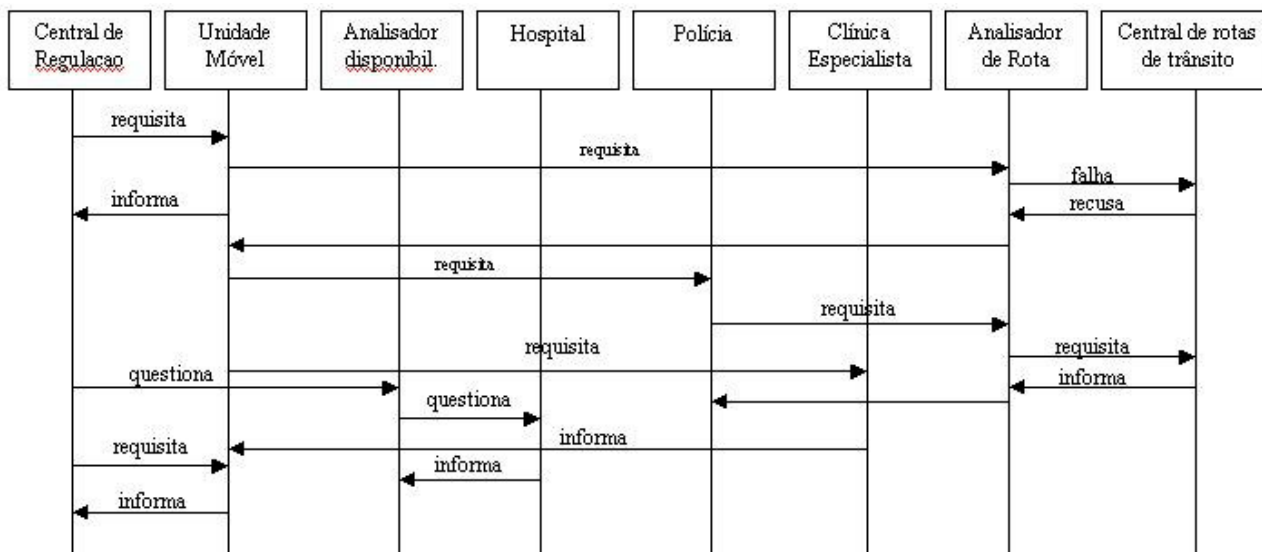 Central de
Regulacao
Unidade
Móvel
Analisador
disponibil.
Hospital
Polícia
Clínica
Especialista
Analisador
de Rota
Central de rotas
de trânsito
requisita
requisita
falha
informa
recusa
requisita
requisita
requisita
requisita
questiona
informa
questiona
informa
requisita
informa
informa